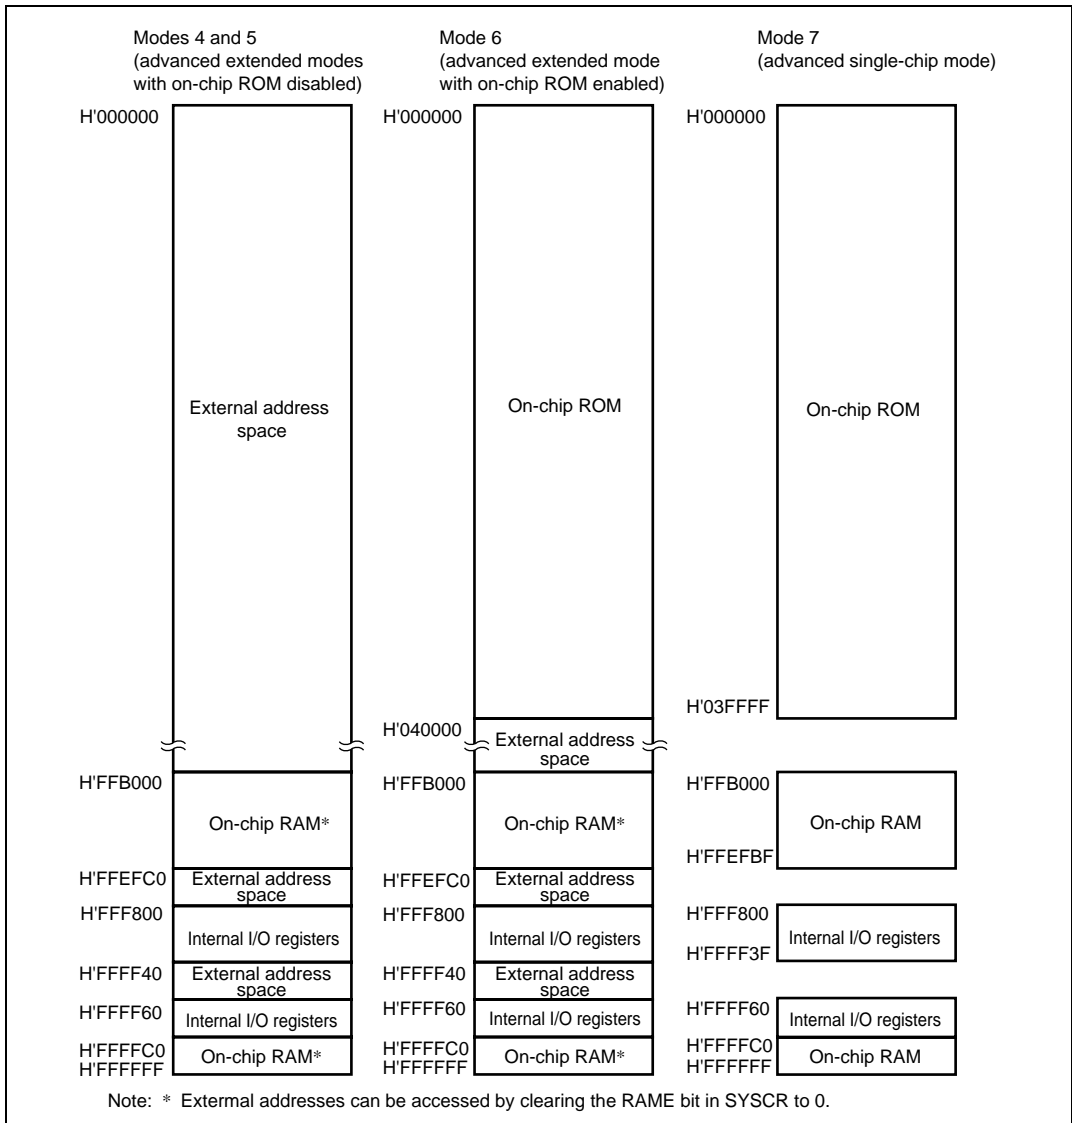 Modes 4 and 5
(advanced extended modes
with on-chip ROM disabled)
H'000000
External address
space
H'FFB000
On-chip RAM*
H'FFEFC0
External address
space
H'FFF800
Internal I/O registers
H'FFFF40
External address
space
H'FFFF60
Internal I/O registers
H'FFFFC0
On-chip RAM*
H'FFFFFF
Mode 6
(advanced extended mode
with on-chip ROM enabled)
H'000000
On-chip ROM
H'040000
External address
space
H'FFB000
On-chip RAM*
H'FFEFC0
External address
space
H'FFF800
Internal I/O registers
H'FFFF40
External address
space
H'FFFF60
Internal I/O registers
H'FFFFC0
On-chip RAM*
H'FFFFFF
Mode 7
(advanced single-chip mode)
H'000000
On-chip ROM
H'03FFFF
H'FFB000
On-chip RAM
H'FFEFBF
H'FFF800
Internal I/O registers
H'FFFF3F
H'FFFF60
Internal I/O registers
H'FFFFC0
On-chip RAM
H'FFFFFF
Note: * Extermal addresses can be accessed by clearing the RAME bit in SYSCR to 0.